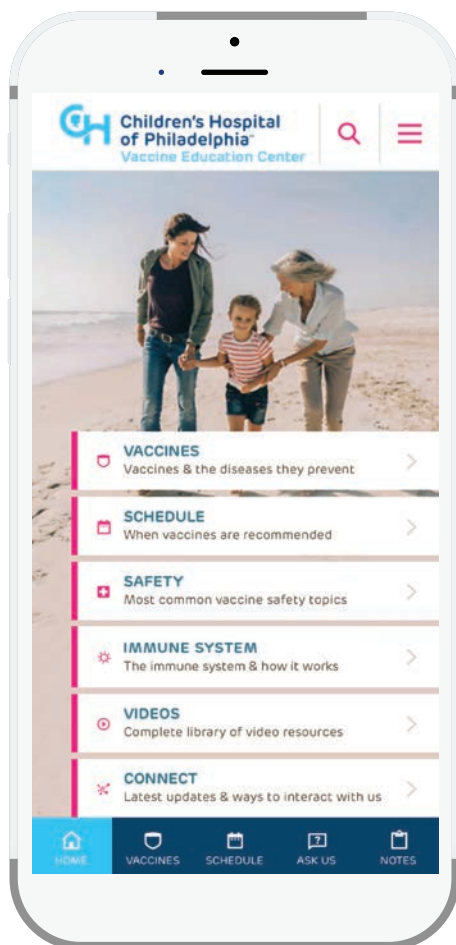 CH
Children's Hospital
of Philadelphia™
Vaccine Education Center
VACCINES
Vaccines & the diseases they prevent
SCHEDULE
When vaccines are recommended
SAFETY
Most common vaccine safety topics
IMMUNE SYSTEM
The immune system & how it works
VIDEOS
Complete library of video resources
CONNECT
Latest updates & ways to interact with us
HOME
VACCINES
SCHEDULE
?
ASK US
NOTES